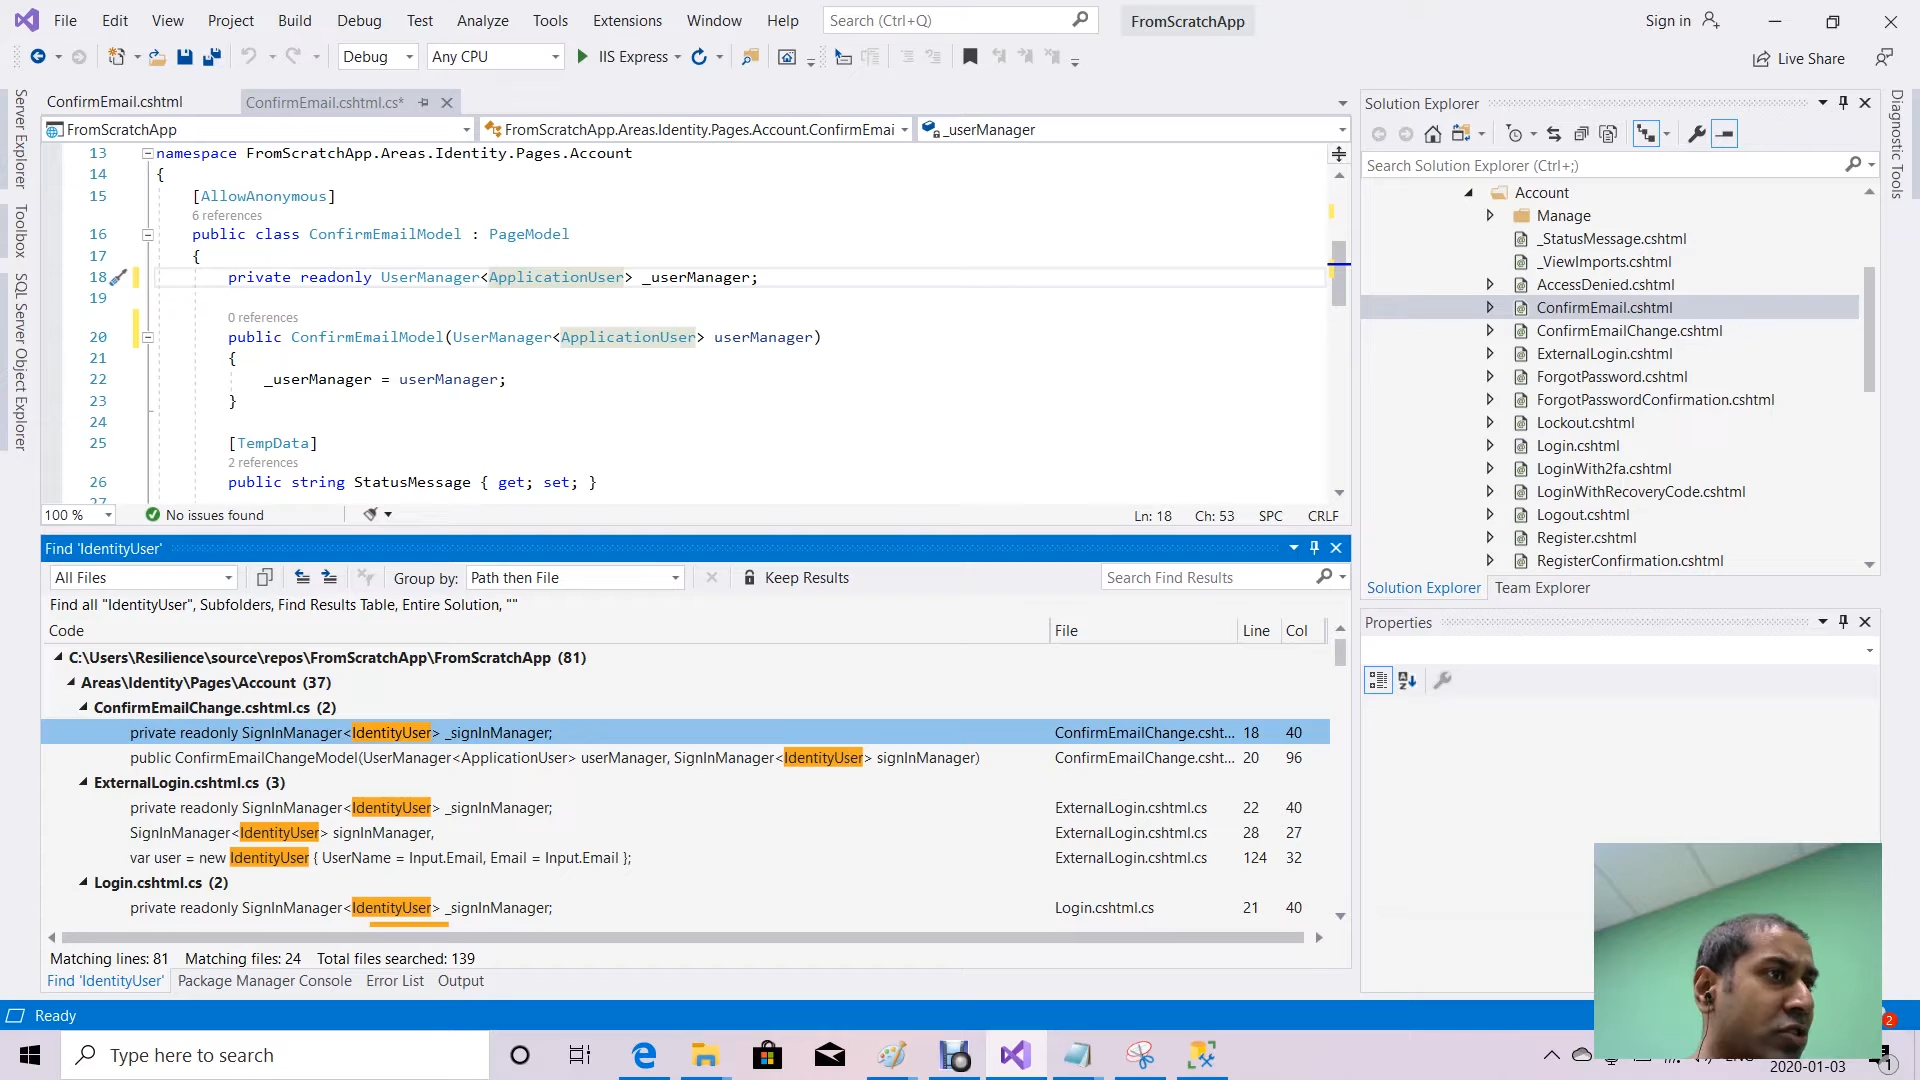 File Edit View Project Build Debug Test Analyze Tools Extensions Window Help Search (Ctrl+Q) FromScratchApp Sign in
Debug Any CPU IIS Express Live Share
Server Explorer
Toolbox
SQL Server Object Explorer
ConfirmEmail.cshtml ConfirmEmail.cshtml.cs*
FromScratchApp FromScratchApp.Areas.Identity.Pages.Account.ConfirmEmai _userManager
13 namespace FromScratchApp.Areas.Identity.Pages.Account
14 {
15 [AllowAnonymous]
6 references
16 public class ConfirmEmailModel : PageModel
17 {
18 private readonly UserManager<ApplicationUser> _userManager;
19
0 references
20 public ConfirmEmailModel(UserManager<ApplicationUser> userManager)
21 {
22 _userManager = userManager;
23 }
24
25 [TempData]
2 references
26 public string StatusMessage { get; set; }
27
100 % No issues found Ln: 18 Ch: 53 SPC CRLF
Find 'IdentityUser'
All Files Group by: Path then File Keep Results Search Find Results
Find all "IdentityUser", Subfolders, Find Results Table, Entire Solution, ""
Code File Line Col
C:\Users\Resilience\source\repos\FromScratchApp\FromScratchApp (81)
Areas\Identity\Pages\Account (37)
ConfirmEmailChange.cshtml.cs (2)
private readonly SignInManager<IdentityUser> _signInManager; ConfirmEmailChange.csht... 18 40
public ConfirmEmailChangeModel(UserManager<ApplicationUser> userManager, SignInManager<IdentityUser> signInManager) ConfirmEmailChange.csht... 20 96
ExternalLogin.cshtml.cs (3)
private readonly SignInManager<IdentityUser> _signInManager; ExternalLogin.cshtml.cs 22 40
SignInManager<IdentityUser> signInManager, ExternalLogin.cshtml.cs 28 27
var user = new IdentityUser { UserName = Input.Email, Email = Input.Email }; ExternalLogin.cshtml.cs 124 32
Login.cshtml.cs (2)
private readonly SignInManager<IdentityUser> _signInManager; Login.cshtml.cs 21 40
Matching lines: 81 Matching files: 24 Total files searched: 139
Find 'IdentityUser' Package Manager Console Error List Output
Solution Explorer
Search Solution Explorer (Ctrl+;)
Account
Manage
_StatusMessage.cshtml
_ViewImports.cshtml
AccessDenied.cshtml
ConfirmEmail.cshtml
ConfirmEmailChange.cshtml
ExternalLogin.cshtml
ForgotPassword.cshtml
ForgotPasswordConfirmation.cshtml
Lockout.cshtml
Login.cshtml
LoginWith2fa.cshtml
LoginWithRecoveryCode.cshtml
Logout.cshtml
Register.cshtml
RegisterConfirmation.cshtml
Solution Explorer Team Explorer
Properties
Diagnostic Tools
Ready 2
Type here to search
2020-01-03 1